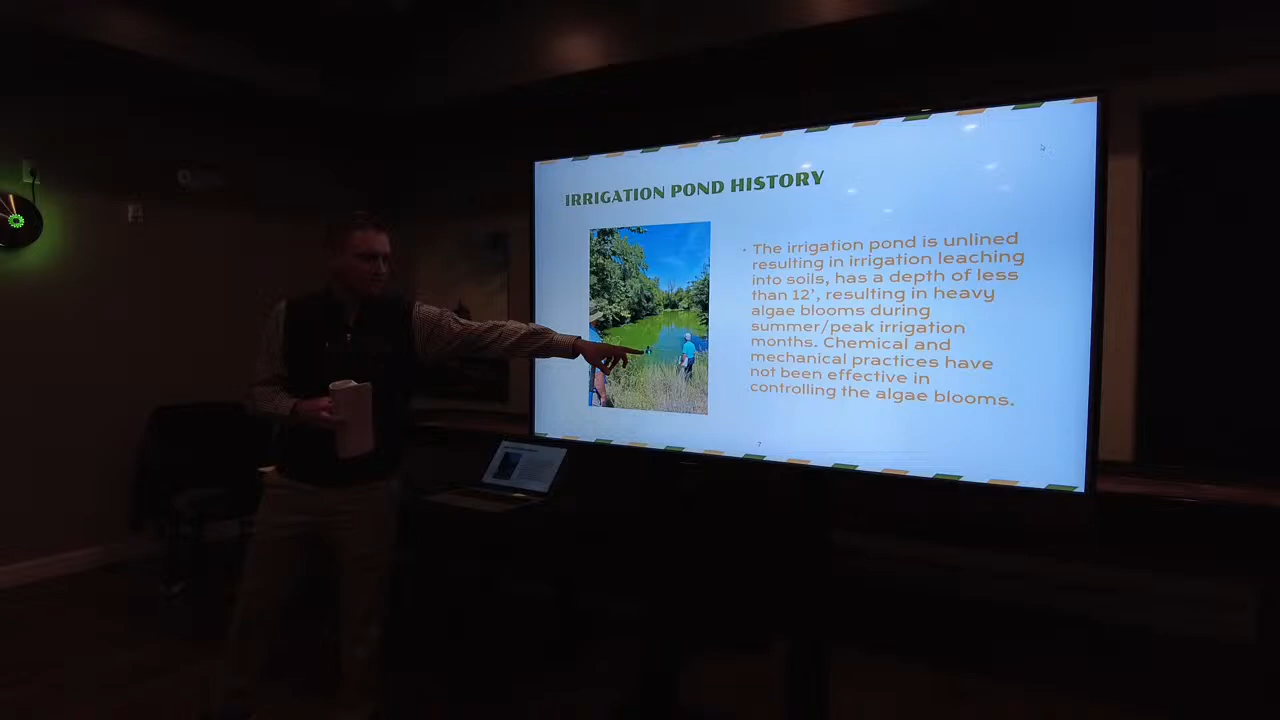 IRRIGATION POND HISTORY
• The irrigation pond is unlined
resulting in irrigation leaching
into soils, has a depth of less
than 12', resulting in heavy
algae blooms during
summer/peak irrigation
months. Chemical and
mechanical practices have
not been effective in
controlling the algae blooms.